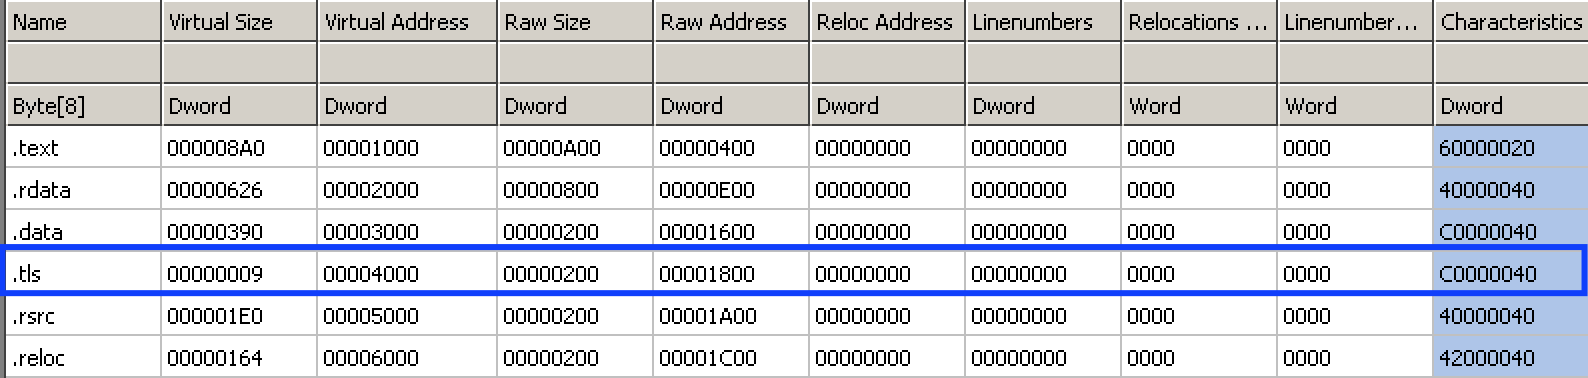 Name Virtual Size Virtual Address Raw Size Raw Address Reloc Address Linenumbers Relocations ... Linenumber... Characteristics
Byte[8] Dword Dword Dword Dword Dword Dword Word Word Dword
.text 000008A0 00001000 00000A00 00000400 00000000 00000000 0000 0000 60000020
.rdata 00000626 00002000 00000800 00000E00 00000000 00000000 0000 0000 40000040
.data 00000390 00003000 00000200 00001600 00000000 00000000 0000 0000 C0000040
.tls 00000009 00004000 00000200 00001800 00000000 00000000 0000 0000 C0000040
.rsrc 000001E0 00005000 00000200 00001A00 00000000 00000000 0000 0000 40000040
.reloc 00000164 00006000 00000200 00001C00 00000000 00000000 0000 0000 42000040